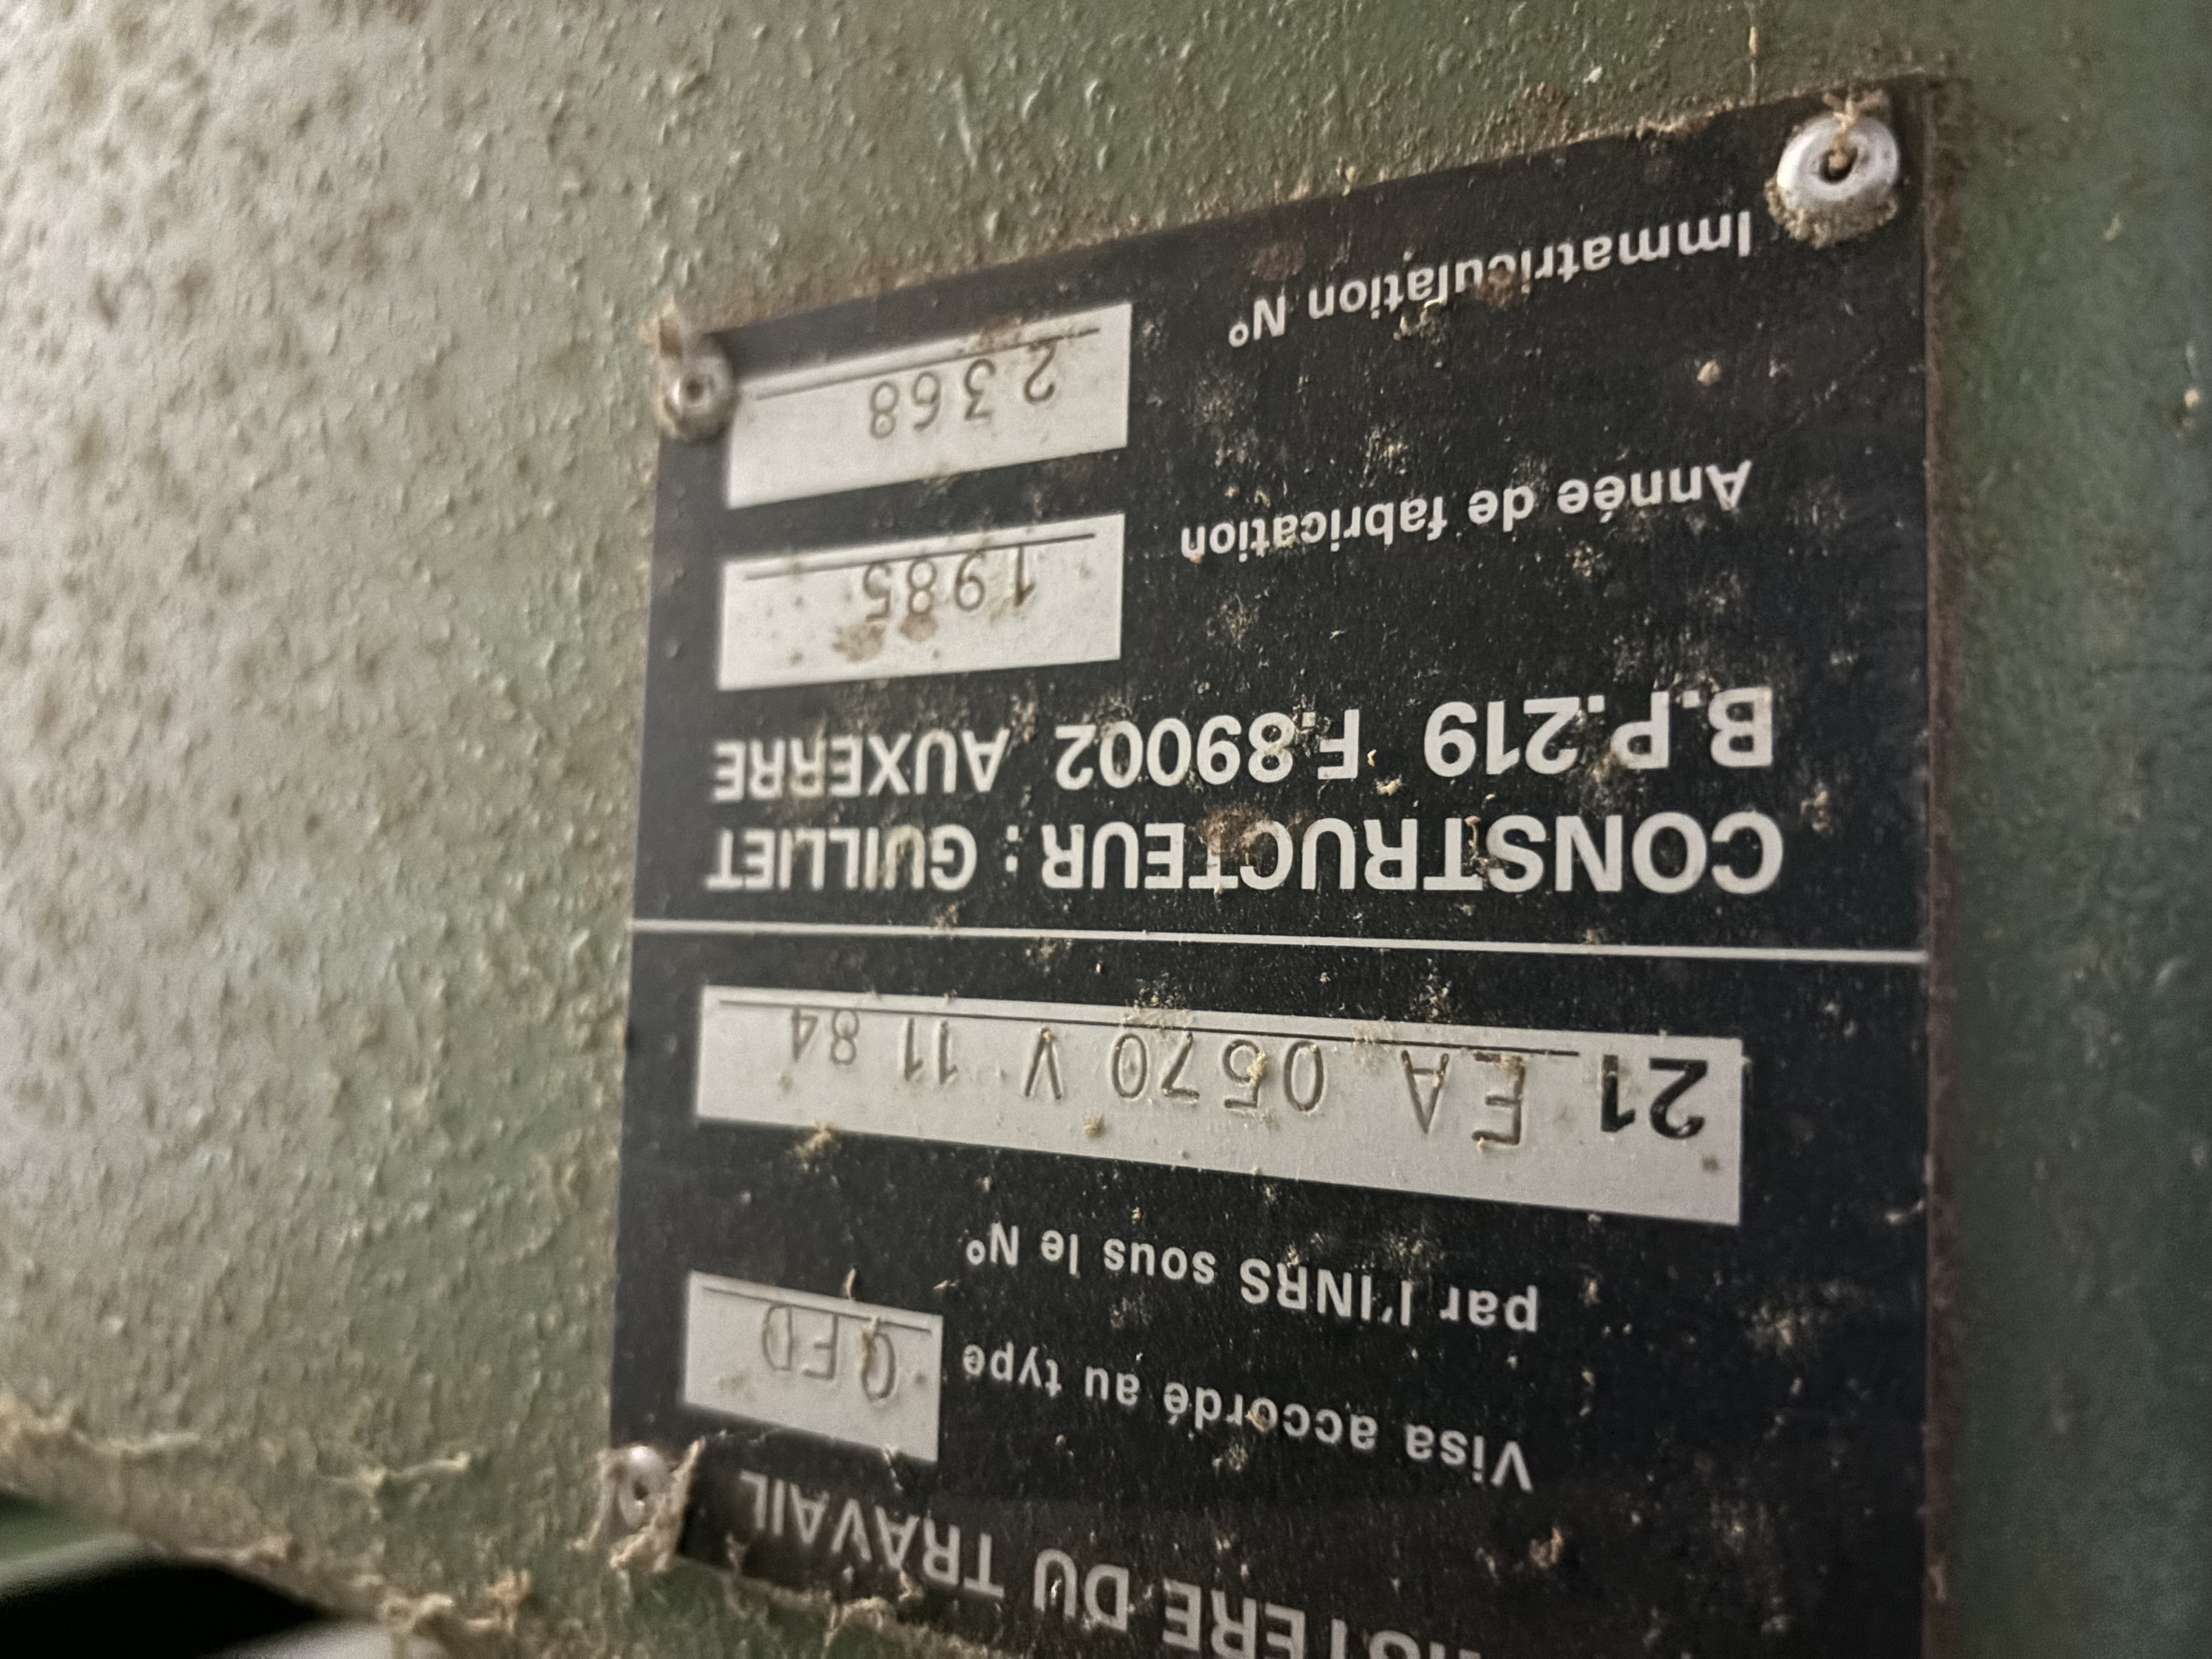 MINISTERE DU TRAVAIL
Visa accordé au type QFD
par l'INRS sous le N°
21 EA 0570 V 11 84
CONSTRUCTEUR : GUILLIET
B.P.219 F.89002 AUXERRE
Année de fabrication 1985
Immatriculation N° 2368